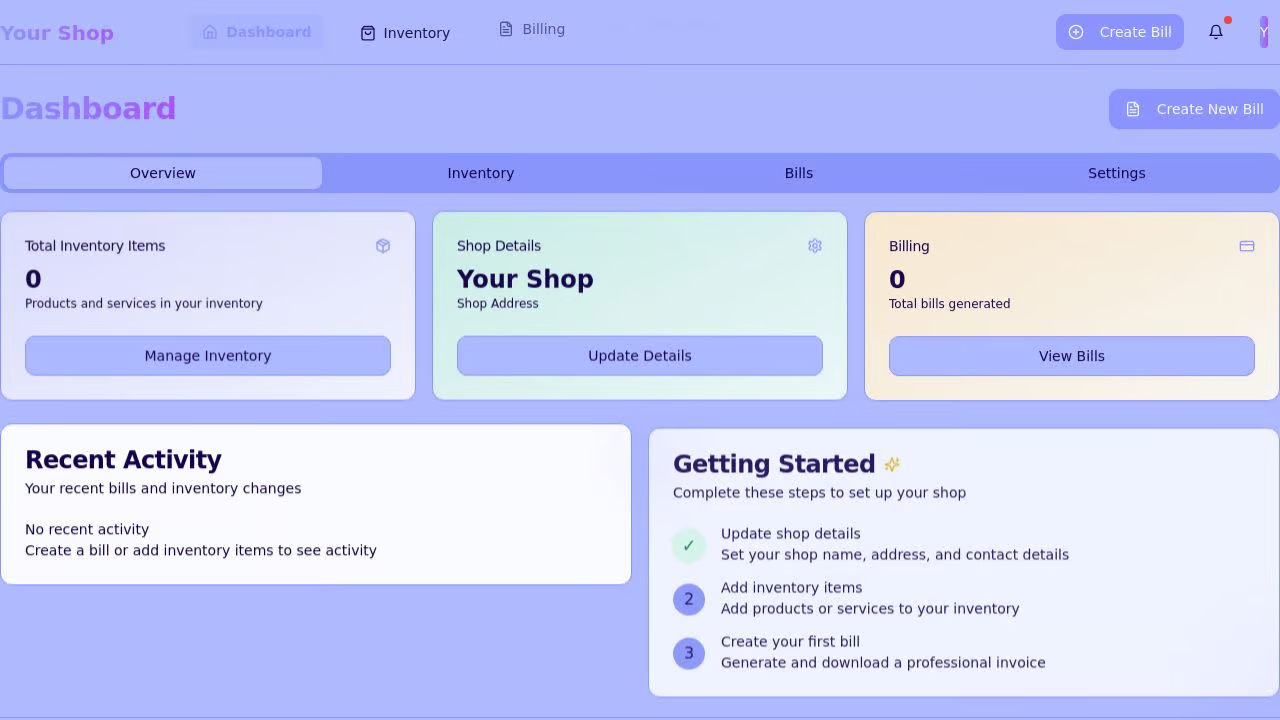 Your Shop
Dashboard
Inventory
Billing
Create Bill
Y
Dashboard
Create New Bill
Overview
Inventory
Bills
Settings
Total Inventory Items
0
Products and services in your inventory
Manage Inventory
Shop Details
Your Shop
Shop Address
Update Details
Billing
0
Total bills generated
View Bills
Recent Activity
Your recent bills and inventory changes
No recent activity
Create a bill or add inventory items to see activity
Getting Started
Complete these steps to set up your shop
✓
Update shop details
Set your shop name, address, and contact details
2
Add inventory items
Add products or services to your inventory
3
Create your first bill
Generate and download a professional invoice